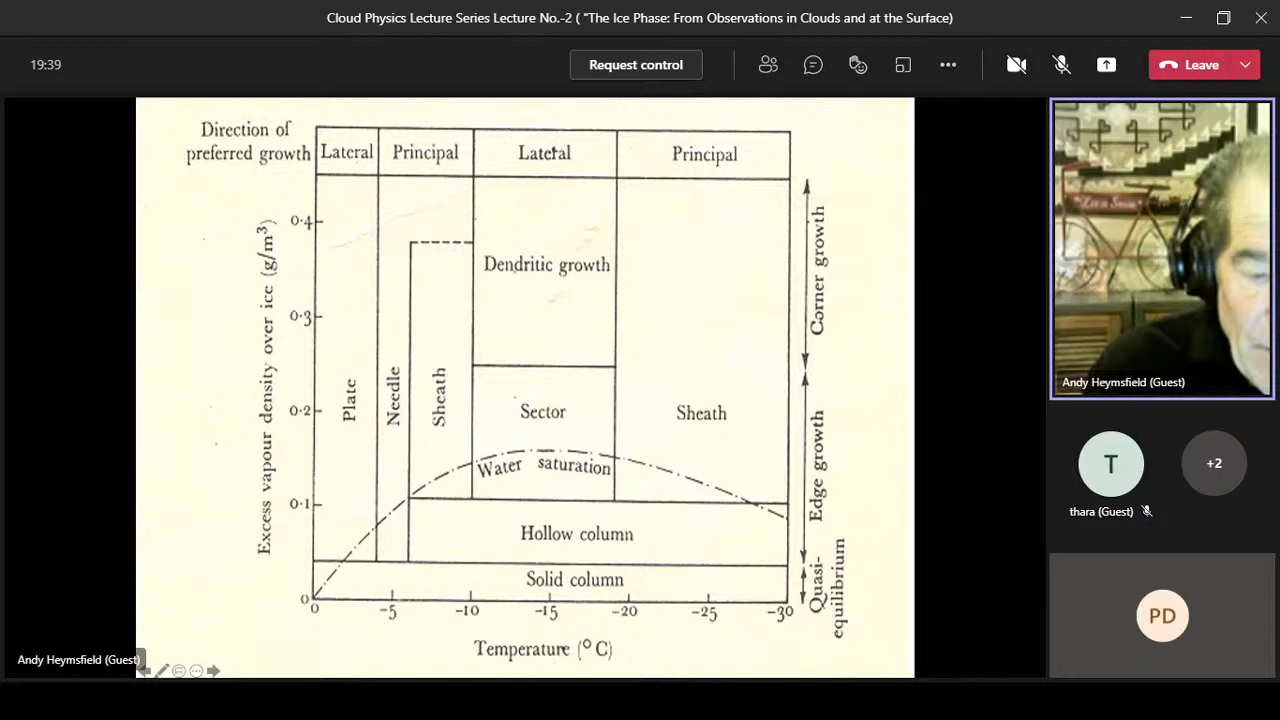 Cloud Physics Lecture Series Lecture No.-2 ( "The Ice Phase: From Observations in Clouds and at the Surface)
19:39
Request control
Leave
Direction of
preferred growth
Lateral
Principal
Lateral
Principal
Excess vapour density over ice (g/m³)
0·4
0·3
0·2
0·1
0
Plate
Needle
Sheath
Dendritic growth
Sector
Water saturation
Sheath
Hollow column
Solid column
Corner growth
Edge growth
Quasi-
equilibrium
0
-5
-10
-15
-20
-25
-30
Temperature (°C)
Andy Heymsfield (Guest)
Andy Heymsfield (Guest)
T
+2
thara (Guest)
PD